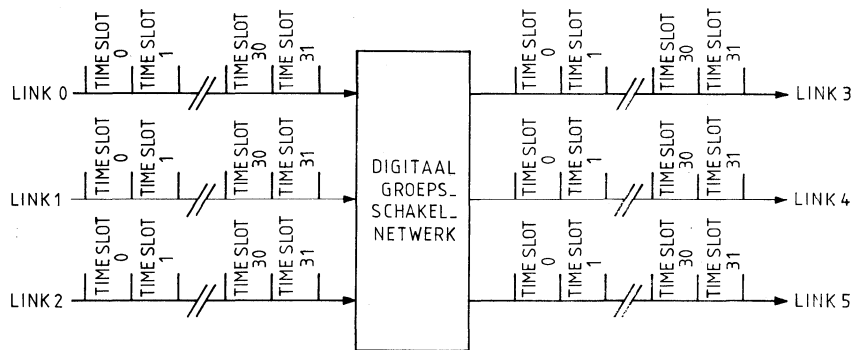 TIME SLOT 0 TIME SLOT 1 TIME SLOT 30 TIME SLOT 31 TIME SLOT 0 TIME SLOT 1 TIME SLOT 30 TIME SLOT 31
LINK 0 LINK 3
TIME SLOT 0 TIME SLOT 1 TIME SLOT 30 TIME SLOT 31 TIME SLOT 0 TIME SLOT 1 TIME SLOT 30 TIME SLOT 31
LINK 1 LINK 4
DIGITAAL
GROEPS_
SCHAKEL_
NETWERK
TIME SLOT 0 TIME SLOT 1 TIME SLOT 30 TIME SLOT 31 TIME SLOT 0 TIME SLOT 1 TIME SLOT 30 TIME SLOT 31
LINK 2 LINK 5